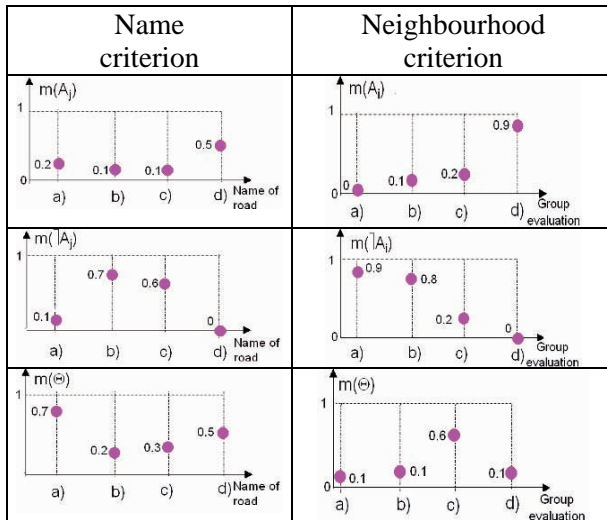 Name
criterion
Neighbourhood
criterion
m(Aj)
1
0.2
0.1
0.1
0.5
0
a)
b)
c)
d)
Name of
road
m(Ai)
1
0
0.1
0.2
0.9
0
a)
b)
c)
d)
Group
evaluation
m(⅂Aj)
1
0.1
0.7
0.6
0
a)
b)
c)
d)
Name of
road
m(⅂Ai)
1
0.9
0.8
0.2
0
a)
b)
c)
d)
Group
evaluation
m(Θ)
1
0.7
0.2
0.3
0.5
a)
b)
c)
d)
Name of
road
m(Θ)
1
0.1
0.1
0.6
0.1
0
a)
b)
c)
d)
Group
evaluation